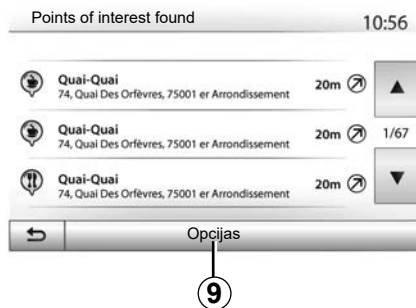 Points of interest found 10:56
Quai-Quai
74, Quai Des Orfèvres, 75001 er Arrondissement
20m
Quai-Quai
74, Quai Des Orfèvres, 75001 er Arrondissement
20m
1/67
Quai-Quai
74, Quai Des Orfèvres, 75001 er Arrondissement
20m
Opcijas
9